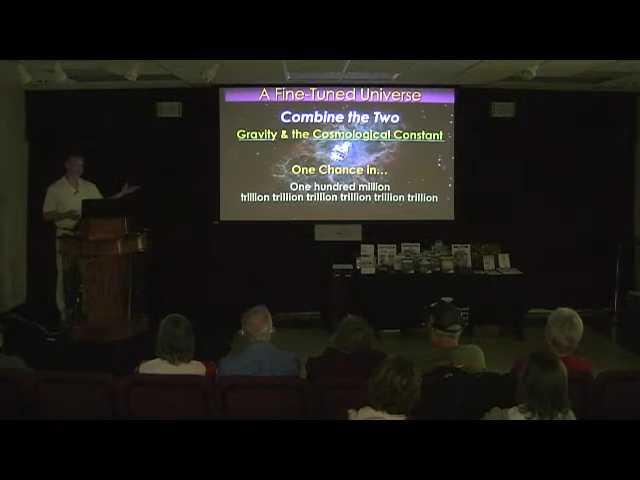 A Fine-Tuned Universe
Combine the Two
Gravity & the Cosmological Constant
One Chance in...
One hundred million
trillion trillion trillion trillion trillion trillion